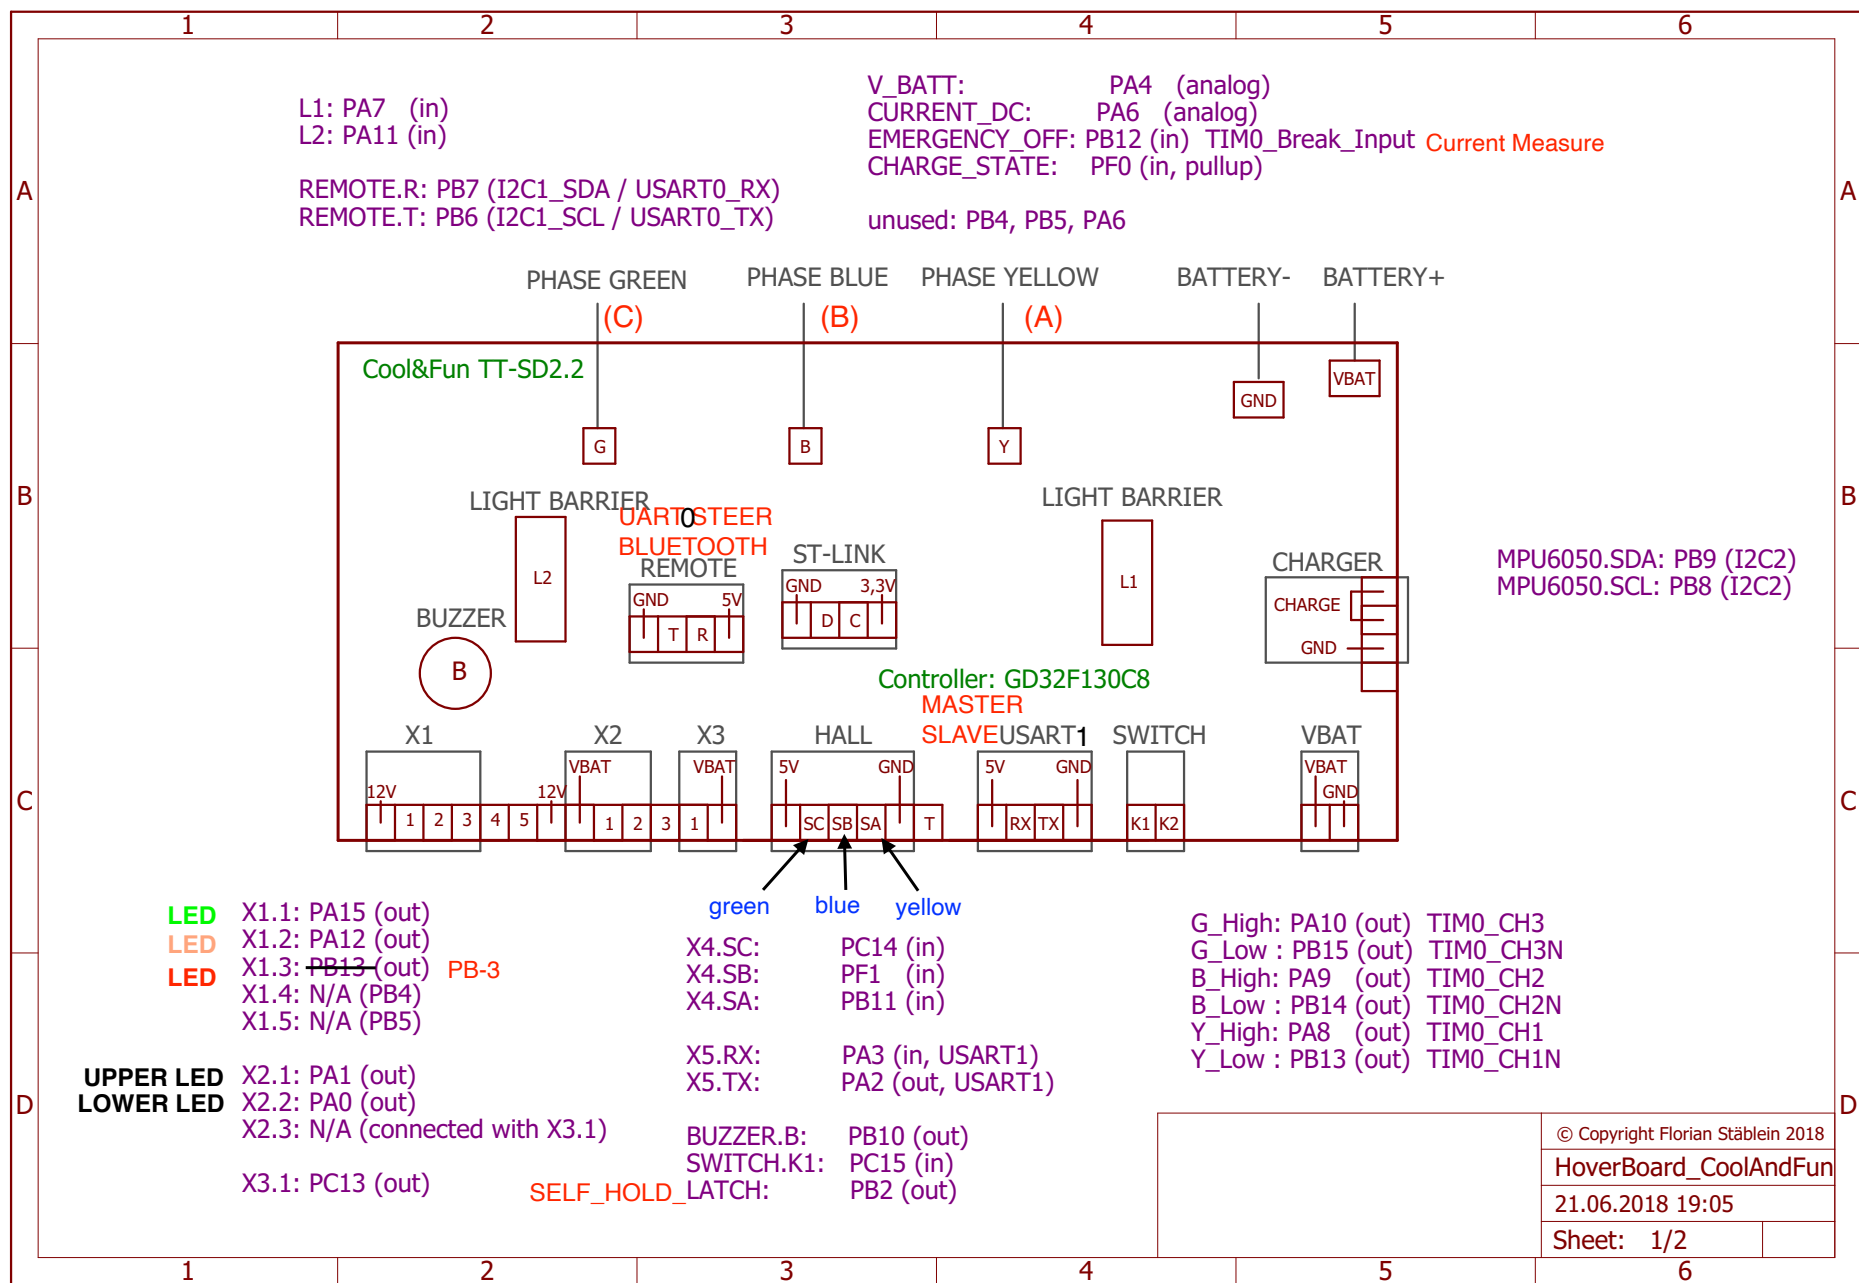 1 2 3 4 5 6
L1: PA7 (in)
L2: PA11 (in)
REMOTE.R: PB7 (I2C1_SDA / USART0_RX)
REMOTE.T: PB6 (I2C1_SCL / USART0_TX)
V_BATT: PA4 (analog)
CURRENT_DC: PA6 (analog)
EMERGENCY_OFF: PB12 (in) TIM0_Break_Input Current Measure
CHARGE_STATE: PF0 (in, pullup)
unused: PB4, PB5, PA6
A A
PHASE GREEN PHASE BLUE PHASE YELLOW BATTERY- BATTERY+
(C) (B) (A)
Cool&Fun TT-SD2.2
VBAT
GND
G B Y
B B
LIGHT BARRIER LIGHT BARRIER
UART0STEER
BLUETOOTH
REMOTE
ST-LINK
CHARGER
L2
L1
GND 5V
T R
GND 3,3V
D C
CHARGE
GND
MPU6050.SDA: PB9 (I2C2)
MPU6050.SCL: PB8 (I2C2)
BUZZER
B
Controller: GD32F130C8
MASTER
SLAVE USART1
X1 X2 X3 HALL SWITCH VBAT
12V 12V VBAT VBAT 5V GND 5V GND VBAT GND
1 2 3 4 5 1 2 3 1 SC SB SA T RX TX K1 K2
C C
green blue yellow
LED X1.1: PA15 (out)
LED X1.2: PA12 (out)
LED X1.3: PB13 (out) PB-3
X1.4: N/A (PB4)
X1.5: N/A (PB5)
UPPER LED X2.1: PA1 (out)
LOWER LED X2.2: PA0 (out)
X2.3: N/A (connected with X3.1)
X3.1: PC13 (out)
X4.SC: PC14 (in)
X4.SB: PF1 (in)
X4.SA: PB11 (in)
X5.RX: PA3 (in, USART1)
X5.TX: PA2 (out, USART1)
BUZZER.B: PB10 (out)
SWITCH.K1: PC15 (in)
SELF_HOLD_LATCH: PB2 (out)
G_High: PA10 (out) TIM0_CH3
G_Low : PB15 (out) TIM0_CH3N
B_High: PA9 (out) TIM0_CH2
B_Low : PB14 (out) TIM0_CH2N
Y_High: PA8 (out) TIM0_CH1
Y_Low : PB13 (out) TIM0_CH1N
D D
© Copyright Florian Stäblein 2018
HoverBoard_CoolAndFun
21.06.2018 19:05
Sheet: 1/2
1 2 3 4 5 6